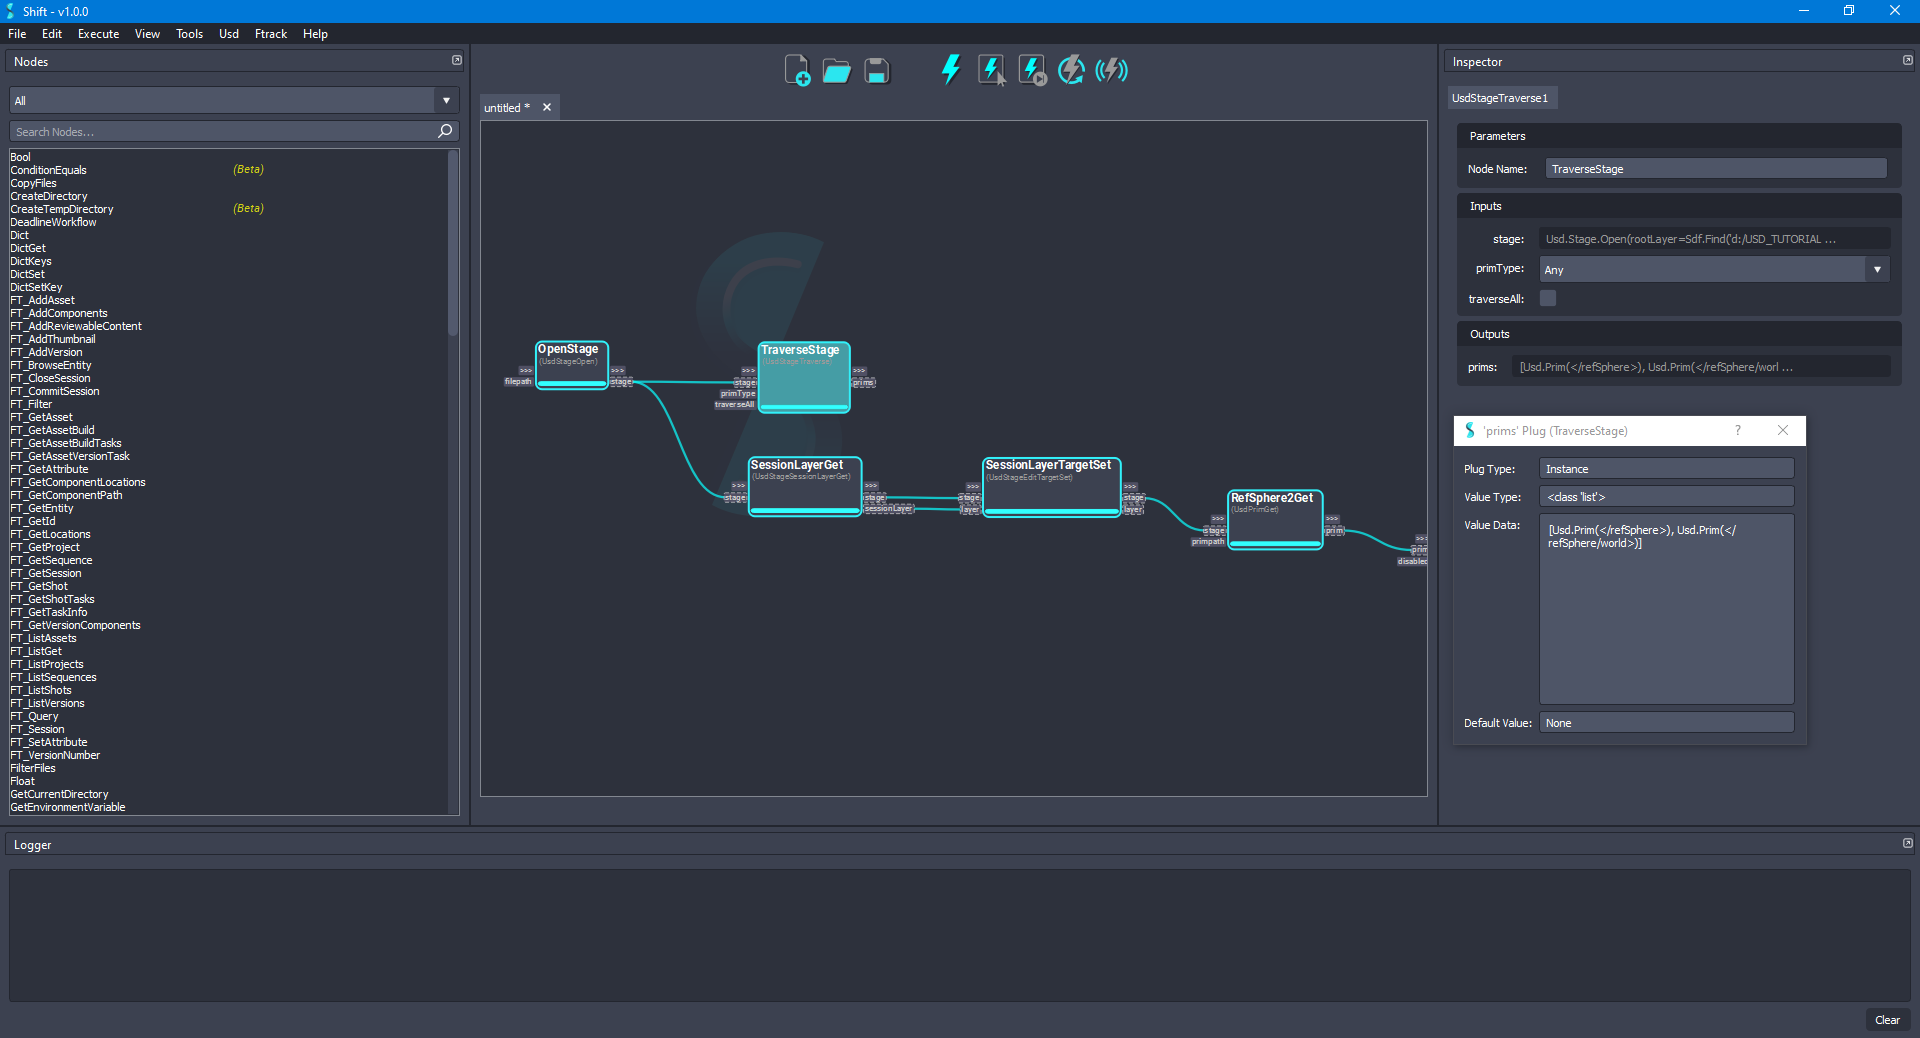 Shift - v1.0.0
File Edit Execute View Tools Usd Ftrack Help
Nodes
All
Search Nodes...
Bool
ConditionEquals (Beta)
CopyFiles
CreateDirectory
CreateTempDirectory (Beta)
DeadlineWorkflow
Dict
DictGet
DictKeys
DictSet
DictSetKey
FT_AddAsset
FT_AddComponents
FT_AddReviewableContent
FT_AddThumbnail
FT_AddVersion
FT_BrowseEntity
FT_CloseSession
FT_CommitSession
FT_Filter
FT_GetAsset
FT_GetAssetBuild
FT_GetAssetBuildTasks
FT_GetAssetVersionTask
FT_GetAttribute
FT_GetComponentLocations
FT_GetComponentPath
FT_GetEntity
FT_GetId
FT_GetLocations
FT_GetProject
FT_GetSequence
FT_GetSession
FT_GetShot
FT_GetShotTasks
FT_GetTaskInfo
FT_GetVersionComponents
FT_ListAssets
FT_ListGet
FT_ListProjects
FT_ListSequences
FT_ListShots
FT_ListVersions
FT_Query
FT_Session
FT_SetAttribute
FT_VersionNumber
FilterFiles
Float
GetCurrentDirectory
GetEnvironmentVariable
untitled *
OpenStage
(UsdStageOpen)
>>> >>>
filepath stage
TraverseStage
(UsdStageTraverse)
>>> >>>
stage prims
primType
traverseAll
SessionLayerGet
(UsdStageSessionLayerGet)
>>> >>>
stage stage
sessionLayer
SessionLayerTargetSet
(UsdStageEditTargetSet)
>>> >>>
stage stage
layer layer
RefSphere2Get
(UsdPrimGet)
>>> >>>
stage prim
primpath
>>>
prim
disabled
Inspector
UsdStageTraverse1
Parameters
Node Name: TraverseStage
Inputs
stage: Usd.Stage.Open(rootLayer=Sdf.Find('d:/USD_TUTORIAL ...
primType: Any
traverseAll:
Outputs
prims: [Usd.Prim(</refSphere>), Usd.Prim(</refSphere/worl ...
'prims' Plug (TraverseStage) ?
Plug Type: Instance
Value Type: <class 'list'>
Value Data: [Usd.Prim(</refSphere>), Usd.Prim(</
refSphere/world>)]
Default Value: None
Logger
Clear